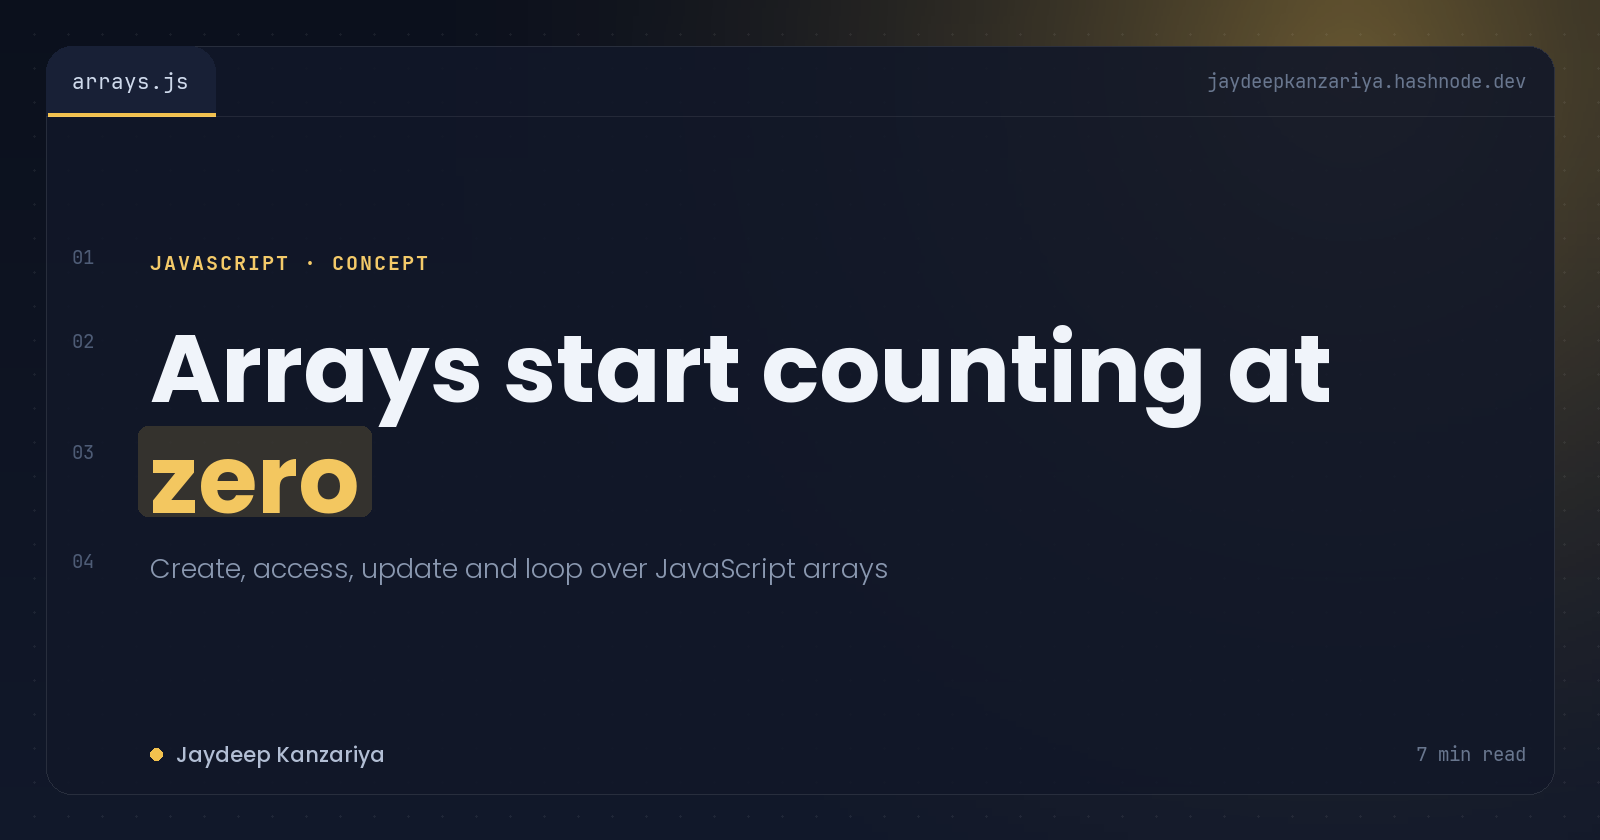 arrays.js
jaydeepkanzariya.hashnode.dev
01
JAVASCRIPT · CONCEPT
02
Arrays start counting at
03
zero
04
Create, access, update and loop over JavaScript arrays
Jaydeep Kanzariya
7 min read